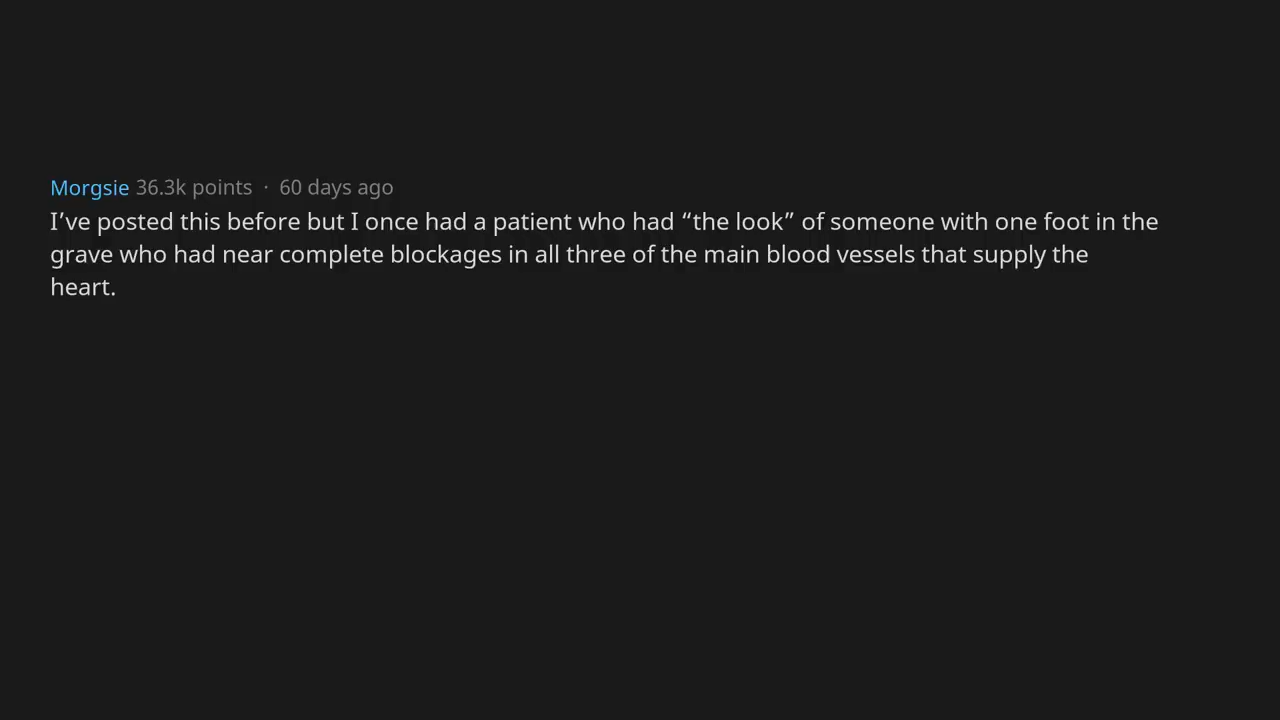 Morgsie 36.3k points · 60 days ago
I’ve posted this before but I once had a patient who had “the look” of someone with one foot in the
grave who had near complete blockages in all three of the main blood vessels that supply the
heart.